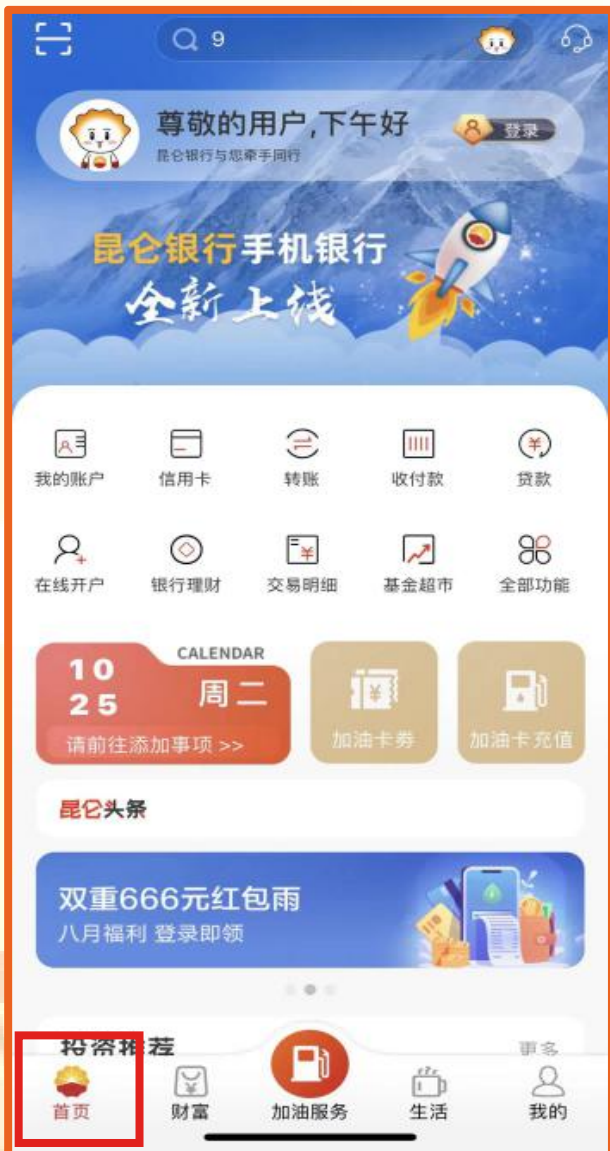 9
尊敬的用户,下午好
登录
昆仑银行与您牵手同行
昆仑银行手机银行
全新上线
我的账户 信用卡 转账 收付款 贷款
在线开户 银行理财 交易明细 基金超市 全部功能
CALENDAR
10
25
周二
请前往添加事项 >>
加油卡券 加油卡充值
昆仑头条
双重666元红包雨
八月福利 登录即领
投资推荐 更多
首页 财富 加油服务 生活 我的